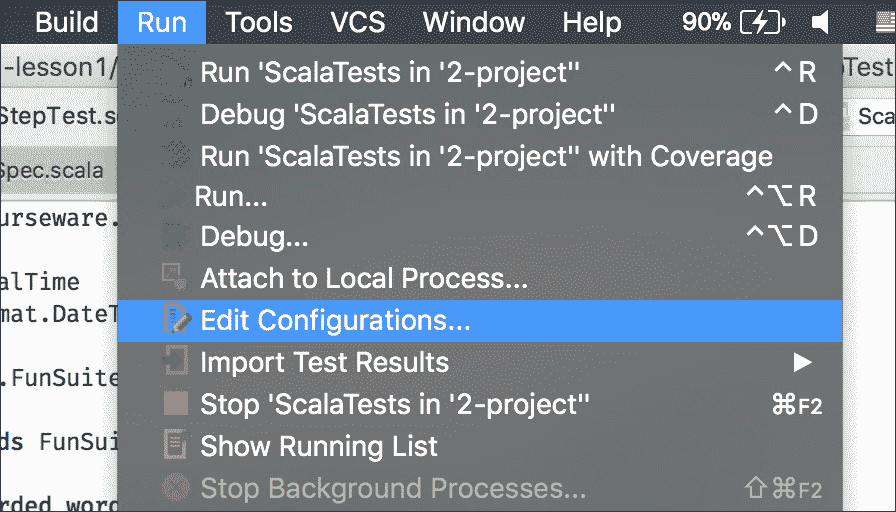 Build Run Tools VCS Window Help 90%
-lesson1/
Run 'ScalaTests in '2-project'' ^ R
StepTest.s
Debug 'ScalaTests in '2-project'' ^ D
Sca
Spec.scala
Run 'ScalaTests in '2-project'' with Coverage
Run... ^⌥ R
urseware.
Debug... ^⌥ D
alTime
Attach to Local Process...
mat.DateT
Edit Configurations...
.FunSuite
Import Test Results ▶
Stop 'ScalaTests in '2-project'' ⌘F2
ds FunSui
Show Running List
rded word
Stop Background Processes... ⇧⌘F2